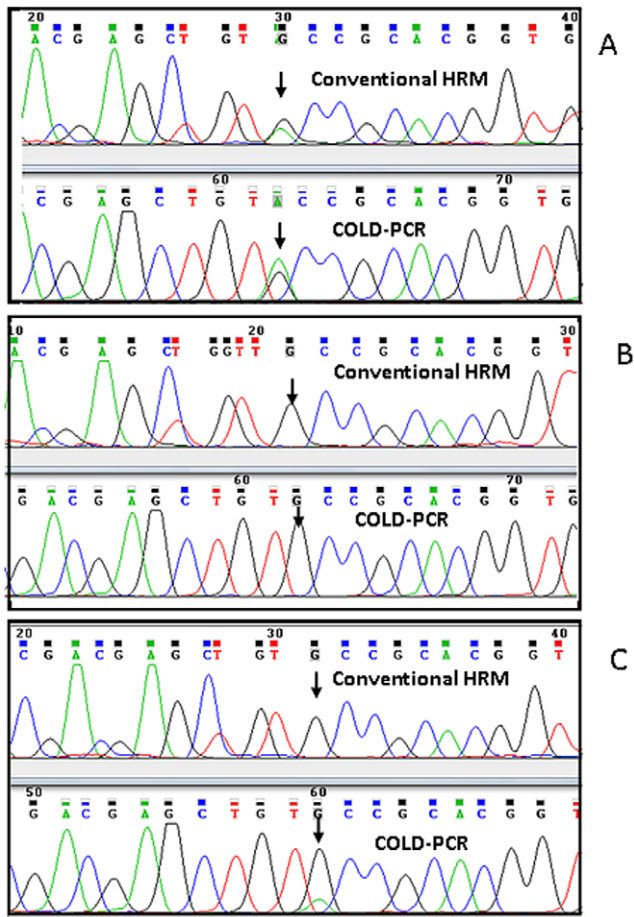 20 30 40
A C G A G C T G T G C C G C A C G G T G
A
Conventional HRM
60 70
C G A G C T G T A C C G C A C G G T G
COLD-PCR
10 20 30
A C G A G C T G G T T G C C G C A C G G T
B
Conventional HRM
60 70
G A C G A G C T G T G C C G C A C G G T G
COLD-PCR
20 30 40
C G A C G A G C T G T G C C G C A C G G T
C
Conventional HRM
50 60
G A C G A G C T G T G C C G C A C G G T
COLD-PCR